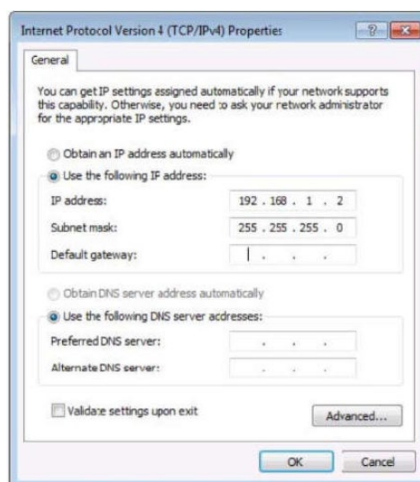 Internet Protocol Version 4 (TCP/IPv4) Properties
General
You can get IP settings assigned automatically if your network supports
this capability. Otherwise, you need to ask your network administrator
for the appropriate IP settings.
Obtain an IP address automatically
Use the following IP address:
IP address: 192 . 168 . 1 . 2
Subnet mask: 255 . 255 . 255 . 0
Default gateway: . . .
Obtain DNS server address automatically
Use the following DNS server addresses:
Preferred DNS server: . . .
Alternate DNS server: . . .
Validate settings upon exit
Advanced...
OK Cancel